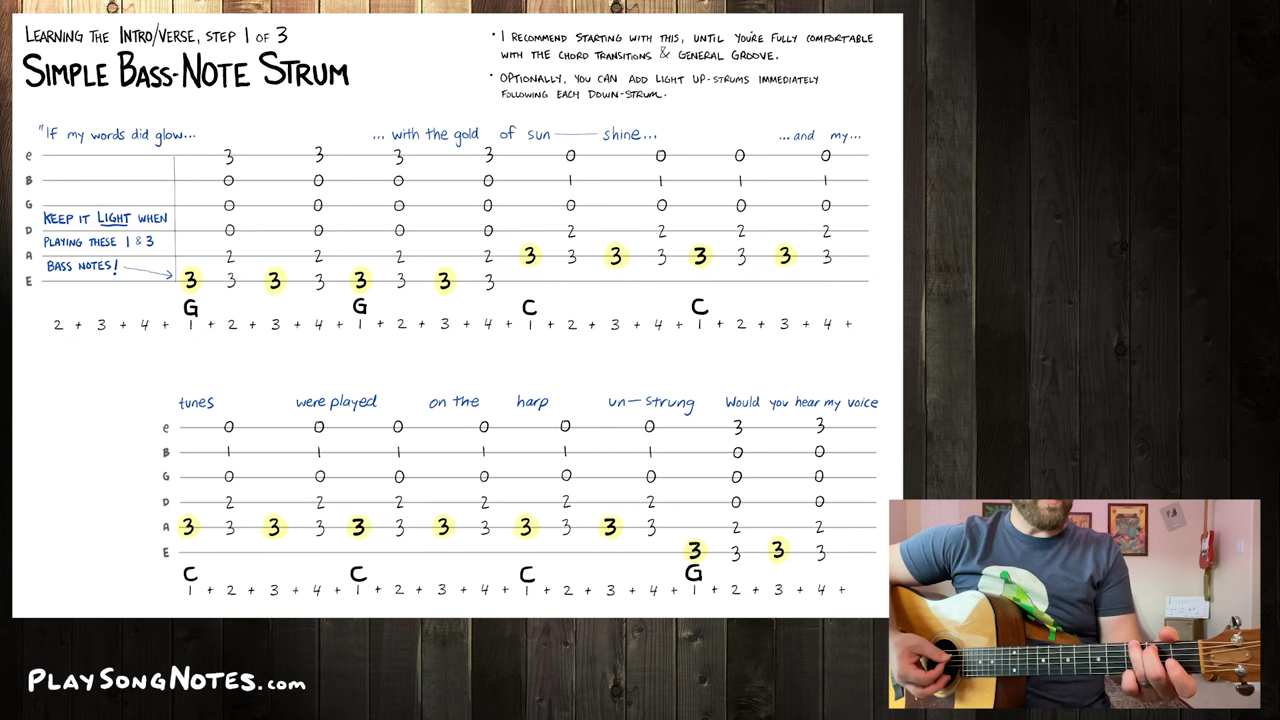 LEARNING THE INTRO/VERSE, STEP 1 OF 3
SIMPLE BASS-NOTE STRUM
• I RECOMMEND STARTING WITH THIS, UNTIL YOU'RE FULLY COMFORTABLE
WITH THE CHORD TRANSITIONS & GENERAL GROOVE.
• OPTIONALLY, YOU CAN ADD LIGHT UP-STRUMS IMMEDIATELY
FOLLOWING EACH DOWN-STRUM.
"If my words did glow... ... with the gold of sun — shine... ...and my...
e 3 3 3 3 0 0 0 0
B 0 0 0 0 1 1 1 1
G 0 0 0 0 0 0 0 0
KEEP IT LIGHT WHEN
D 0 0 0 0 2 2 2 2
PLAYING THESE 1 & 3
A 2 2 2 2 3 3 3 3 3 3 3 3
BASS NOTES!
E 3 3 3 3 3 3 3 3
G G C C
2 + 3 + 4 + 1 + 2 + 3 + 4 + 1 + 2 + 3 + 4 + 1 + 2 + 3 + 4 + 1 + 2 + 3 + 4 +
tunes were played on the harp un — strung Would you hear my voice
e 0 0 0 0 0 0 3 3
B 1 1 1 1 1 1 0 0
G 0 0 0 0 0 0 0 0
D 2 2 2 2 2 2 0 0
A 3 3 3 3 3 3 3 3 3 3 3 3 2 2
E 3 3 3 3
C C C G
1 + 2 + 3 + 4 + 1 + 2 + 3 + 4 + 1 + 2 + 3 + 4 + 1 + 2 + 3 + 4 +
PLAYSONGNOTES.COM